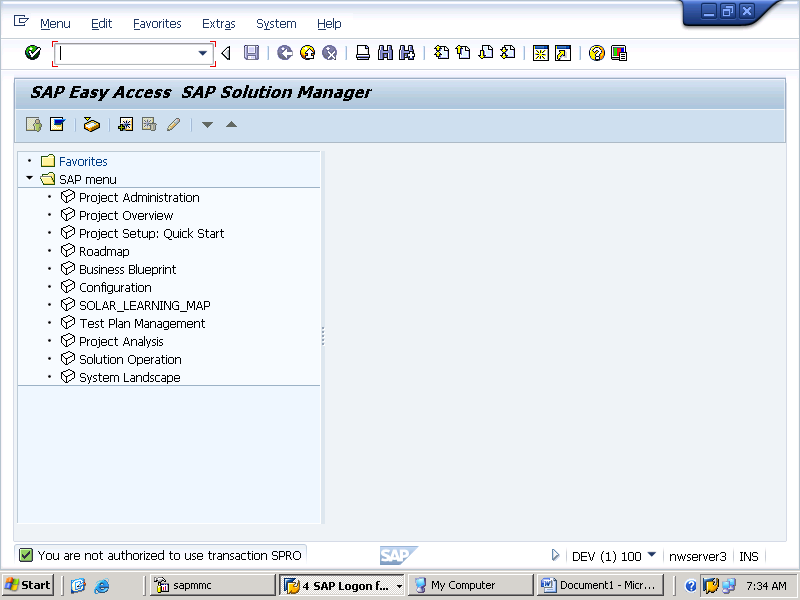 Menu Edit Favorites Extras System Help
SAP Easy Access SAP Solution Manager
Favorites
SAP menu
Project Administration
Project Overview
Project Setup: Quick Start
Roadmap
Business Blueprint
Configuration
SOLAR_LEARNING_MAP
Test Plan Management
Project Analysis
Solution Operation
System Landscape
You are not authorized to use transaction SPRO SAP DEV (1) 100 nwserver3 INS
Start sapmmc 4 SAP Logon f... My Computer Document1 - Micr... 7:34 AM